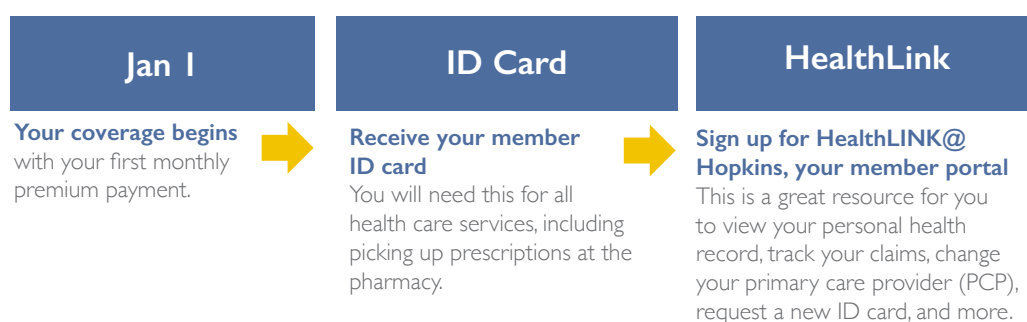 Jan 1
Your coverage begins
with your first monthly
premium payment.
ID Card
Receive your member
ID card
You will need this for all
health care services, including
picking up prescriptions at the
pharmacy.
HealthLink
Sign up for HealthLINK@
Hopkins, your member portal
This is a great resource for you
to view your personal health
record, track your claims, change
your primary care provider (PCP),
request a new ID card, and more.